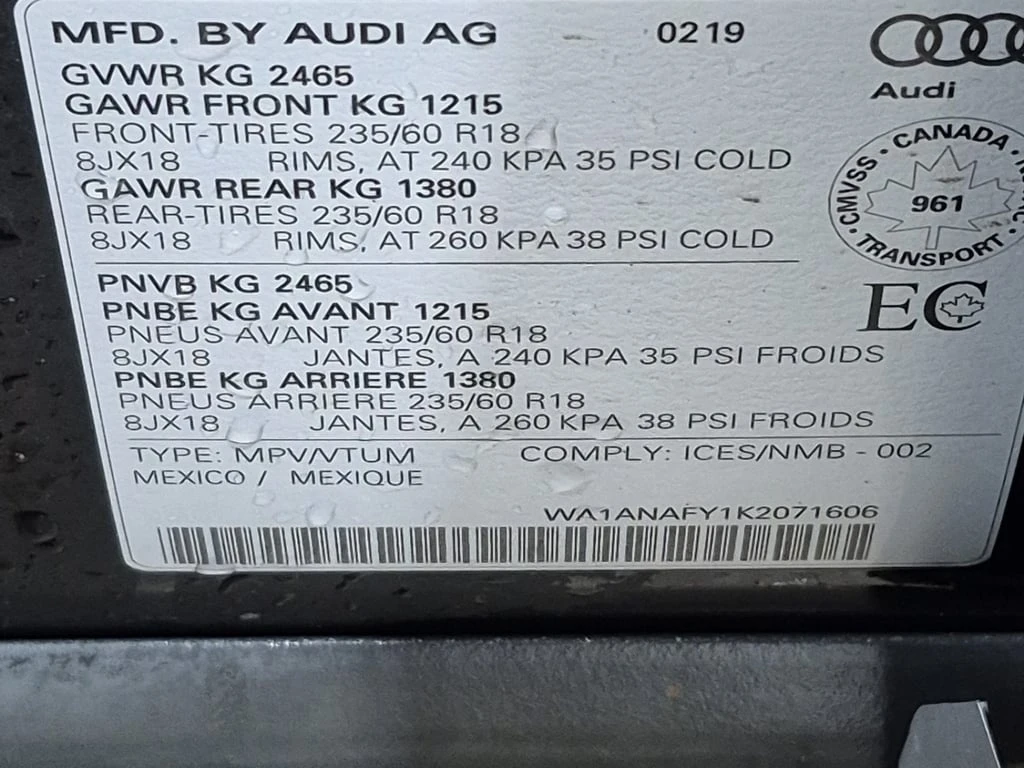 MFD. BY AUDI AG 0219
Audi
GVWR KG 2465
GAWR FRONT KG 1215
FRONT-TIRES 235/60 R18
8JX18 RIMS, AT 240 KPA 35 PSI COLD
GAWR REAR KG 1380
REAR-TIRES 235/60 R18
8JX18 RIMS, AT 260 KPA 38 PSI COLD
CMVSS • CANADA •
961
• TRANSPORT •
EC
PNVB KG 2465
PNBE KG AVANT 1215
PNEUS AVANT 235/60 R18
8JX18 JANTES, A 240 KPA 35 PSI FROIDS
PNBE KG ARRIERE 1380
PNEUS ARRIERE 235/60 R18
8JX18 JANTES, A 260 KPA 38 PSI FROIDS
TYPE: MPV/VTUM COMPLY: ICES/NMB - 002
MEXICO / MEXIQUE
WA1ANAFY1K2071606